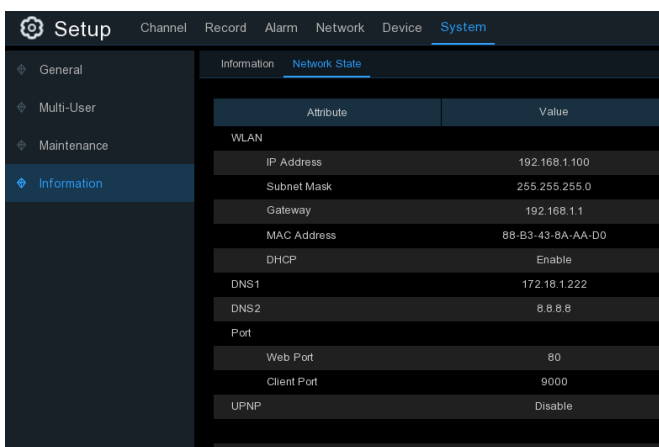 Setup Channel Record Alarm Network Device System
General
Multi-User
Maintenance
Information
Information Network State
Attribute Value
WLAN
IP Address 192.168.1.100
Subnet Mask 255.255.255.0
Gateway 192.168.1.1
MAC Address 88-B3-43-8A-AA-D0
DHCP Enable
DNS1 172.18.1.222
DNS2 8.8.8.8
Port
Web Port 80
Client Port 9000
UPNP Disable